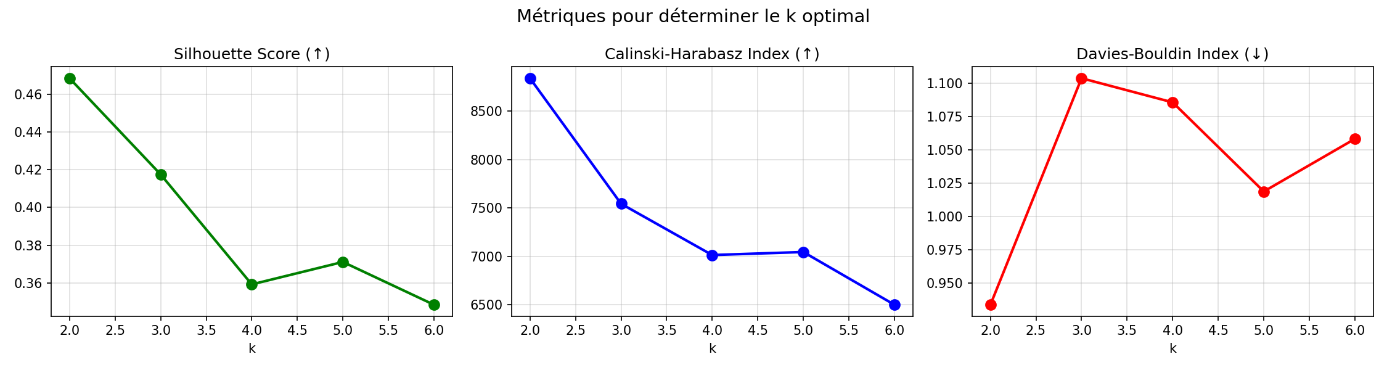 Métriques pour déterminer le k optimal
Silhouette Score (↑)
0.46
0.44
0.42
0.40
0.38
0.36
2.0 2.5 3.0 3.5 4.0 4.5 5.0 5.5 6.0
k
Calinski-Harabasz Index (↑)
8500
8000
7500
7000
6500
2.0 2.5 3.0 3.5 4.0 4.5 5.0 5.5 6.0
k
Davies-Bouldin Index (↓)
1.100
1.075
1.050
1.025
1.000
0.975
0.950
2.0 2.5 3.0 3.5 4.0 4.5 5.0 5.5 6.0
k